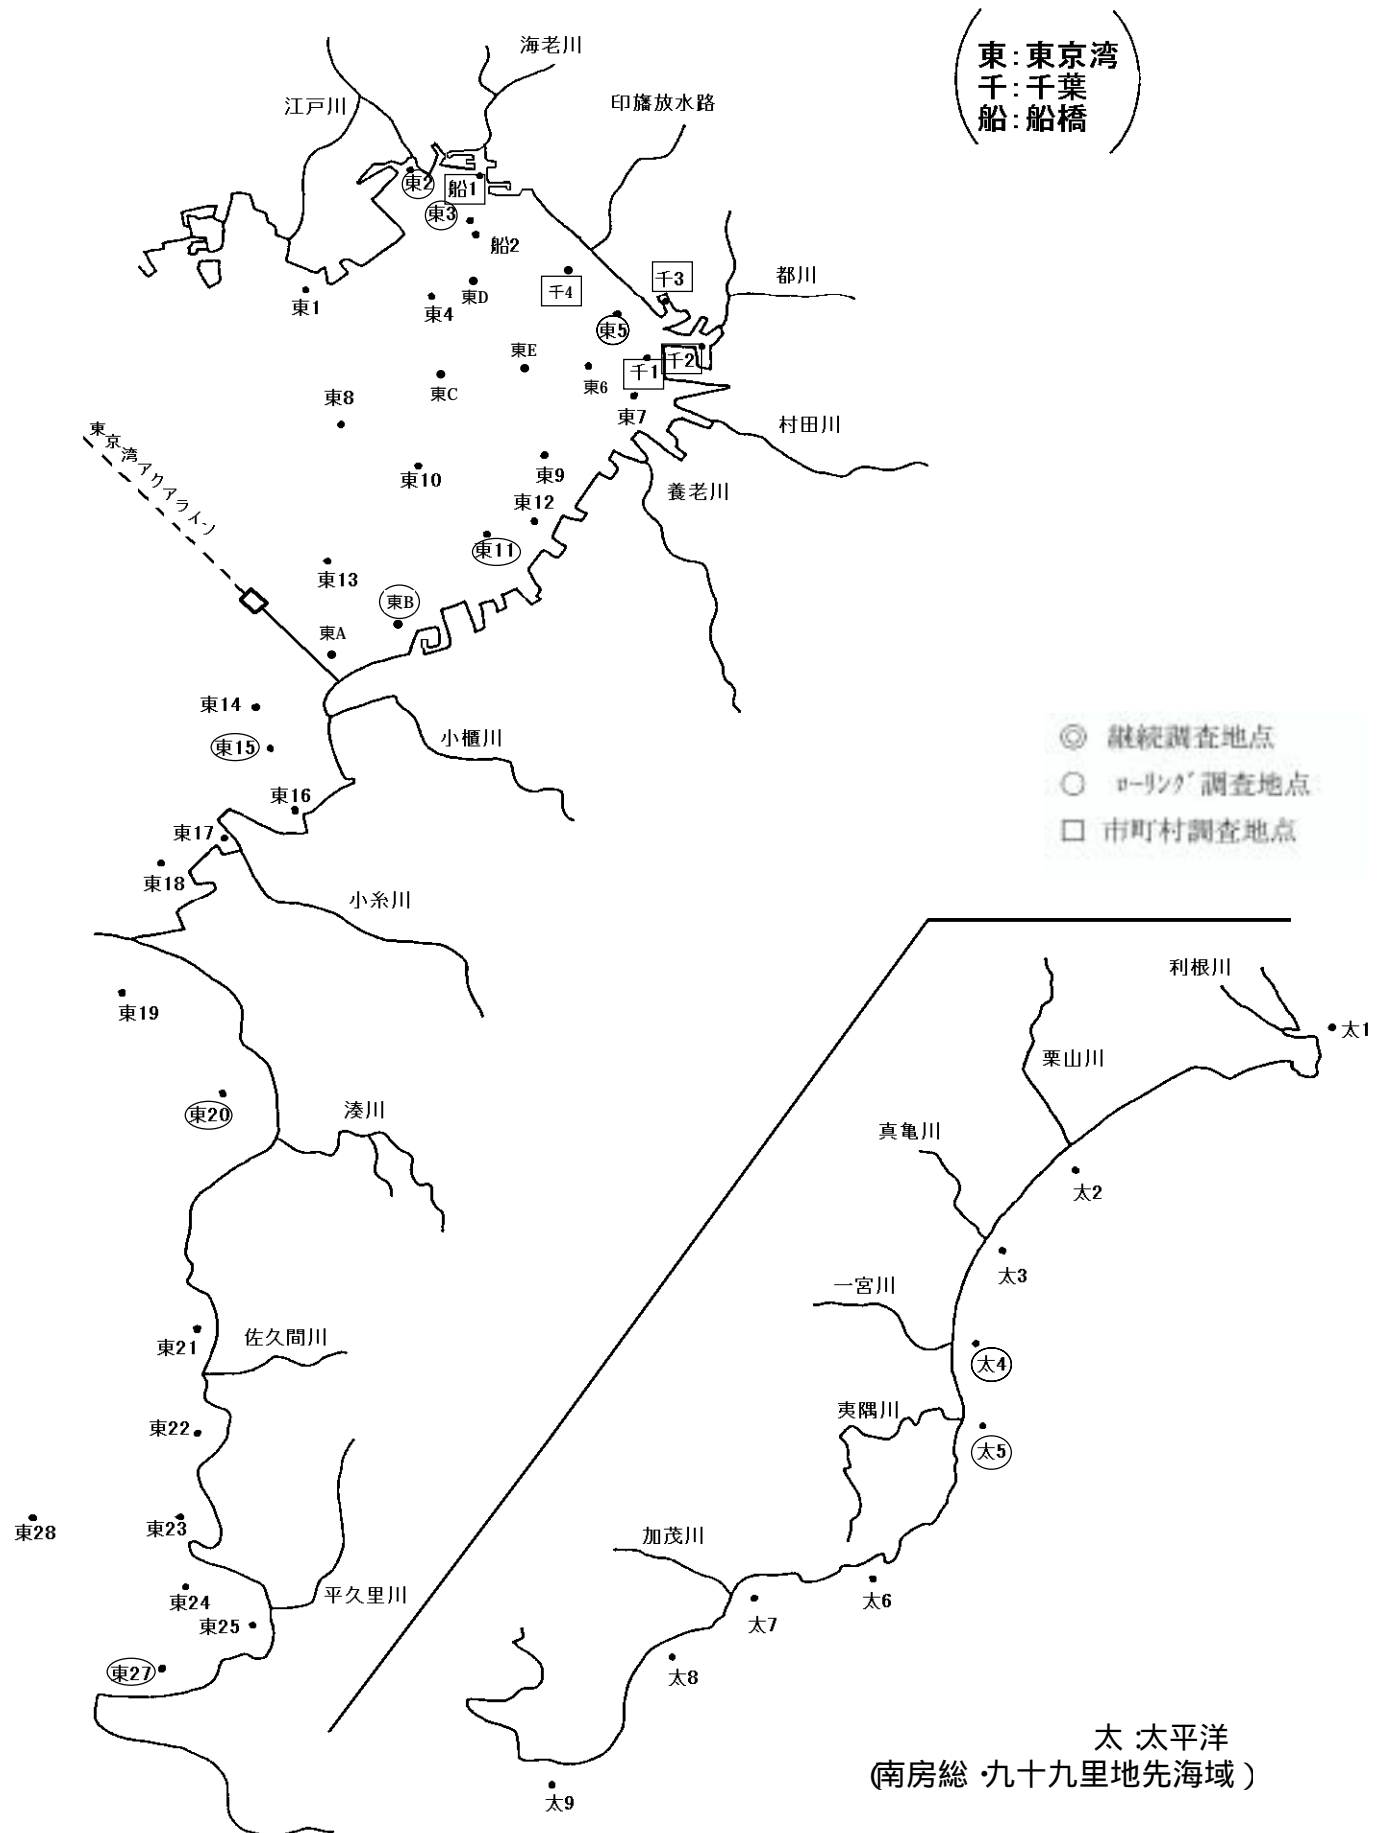 東:東京湾
千:千葉
船:船橋
海老川
江戸川
印旛放水路
東2
船1
東3
船2
千3
都川
東1
東4
東D
千4
東5
東E
東6
千1
千2
東C
東8
東7
村田川
東京湾アクアライン
東10
東9
養老川
東12
東11
東13
東B
東A
東14
小櫃川
東15
東16
東17
東18
小糸川
◎ 継続調査地点
○ ローリング調査地点
□ 市町村調査地点
東19
東20
湊川
東21
佐久間川
東22
東28
東23
東24
平久里川
東25
東27
利根川
太1
栗山川
真亀川
太2
太3
一宮川
太4
夷隅川
太5
加茂川
太6
太7
太8
太9
太:太平洋
(南房総・九十九里地先海域)